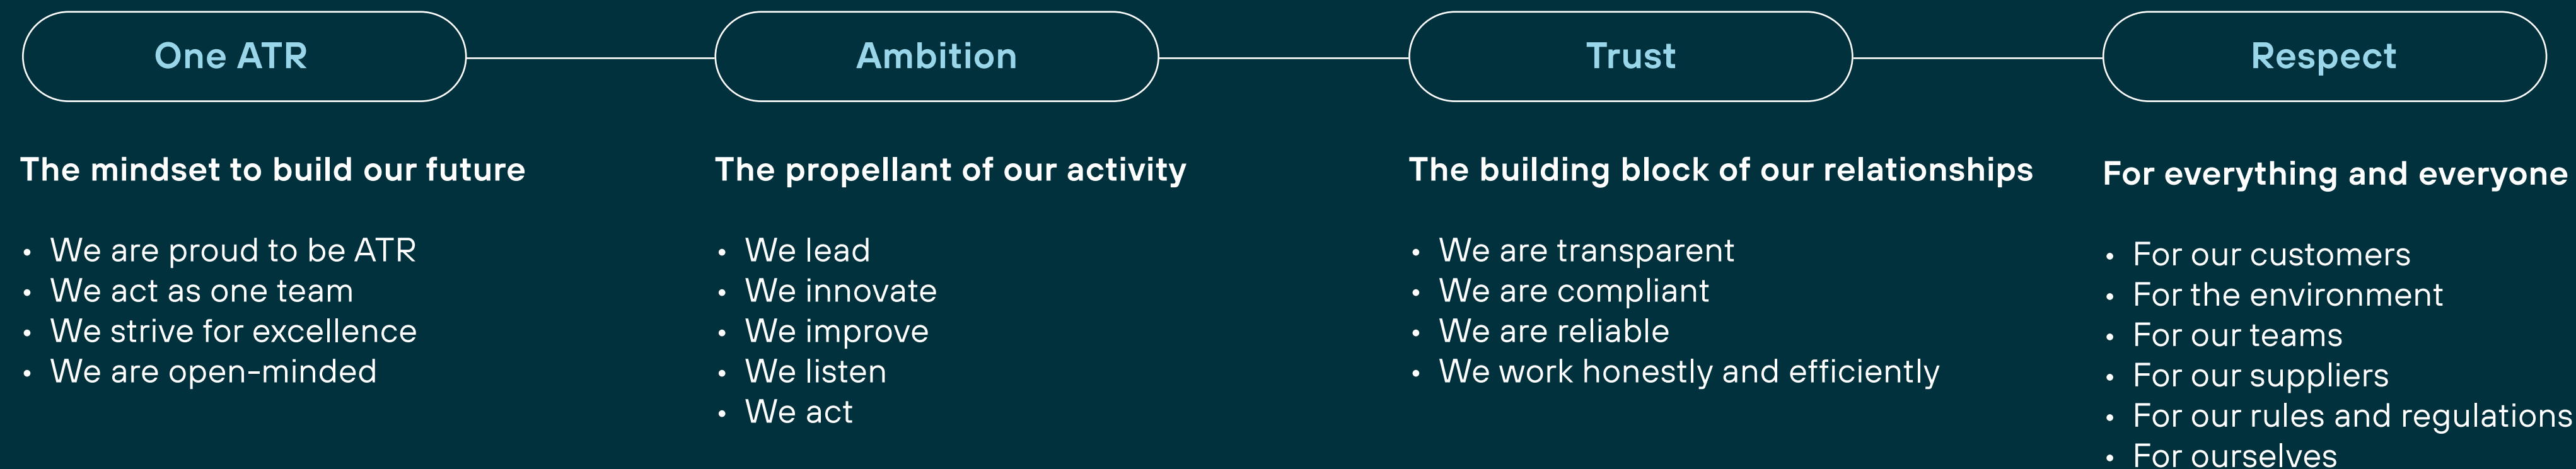 One ATR
The mindset to build our future
• We are proud to be ATR
• We act as one team
• We strive for excellence
• We are open-minded
Ambition
The propellant of our activity
• We lead
• We innovate
• We improve
• We listen
• We act
Trust
The building block of our relationships
• We are transparent
• We are compliant
• We are reliable
• We work honestly and efficiently
Respect
For everything and everyone
• For our customers
• For the environment
• For our teams
• For our suppliers
• For our rules and regulations
• For ourselves